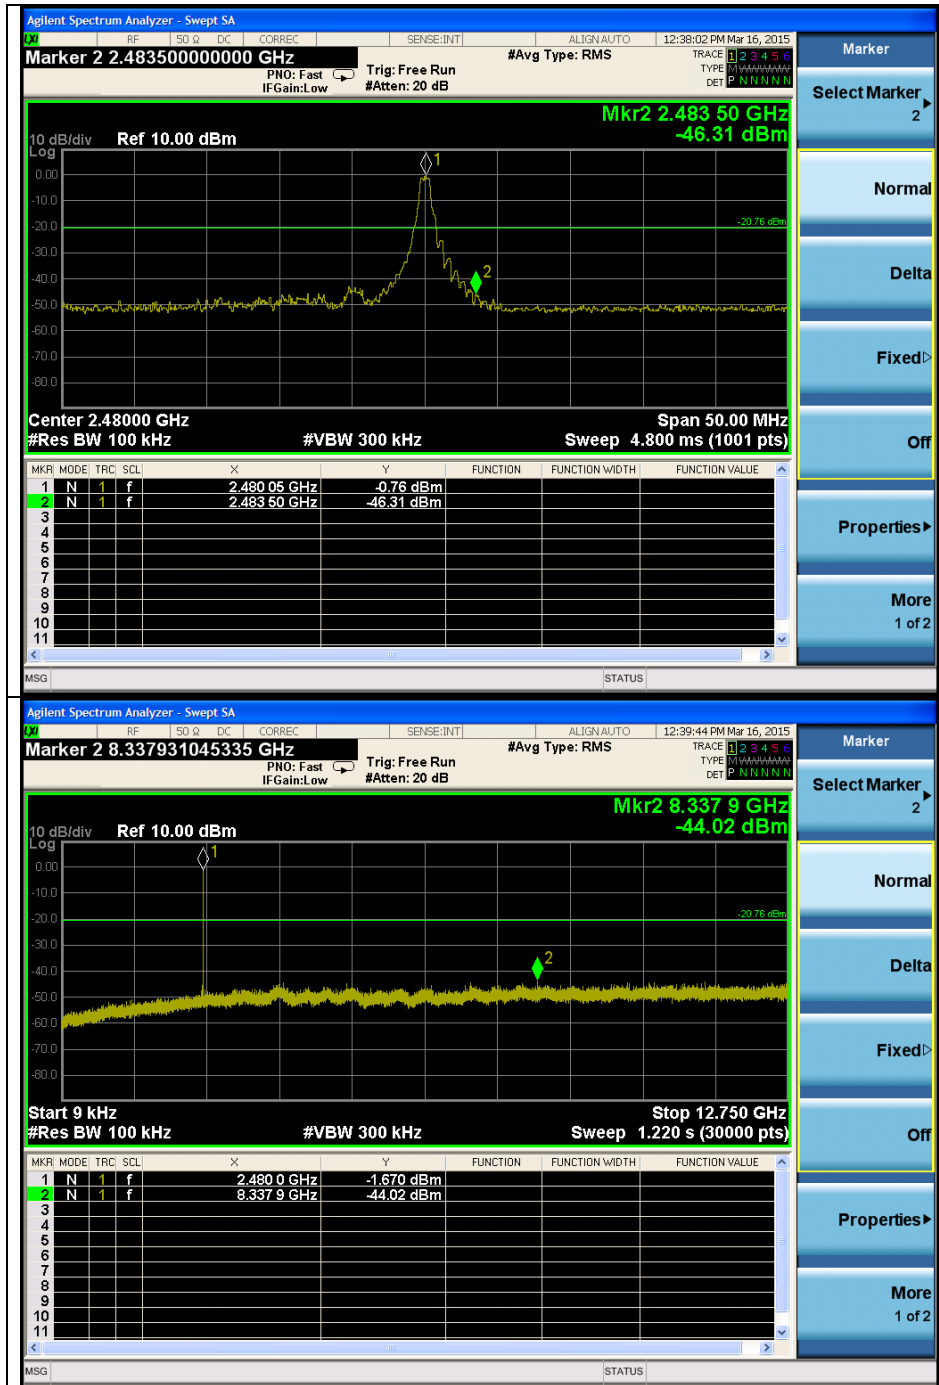 Agilent Spectrum Analyzer - Swept SA
LXI RF 50 Ω DC CORREC SENSE:INT ALIGN AUTO 12:38:02 PM Mar 16, 2015
Marker 2 2.483500000000 GHz
PNO: Fast
IFGain:Low
Trig: Free Run
#Atten: 20 dB
#Avg Type: RMS
TRACE 1 2 3 4 5 6
TYPE M WWWWW
DET P N N N N N
Mkr2 2.483 50 GHz
-46.31 dBm
10 dB/div Ref 10.00 dBm
Log
0.00
-10.0
-20.0
-30.0
-40.0
-50.0
-60.0
-70.0
-80.0
1
-20.76 dBm
2
Center 2.48000 GHz Span 50.00 MHz
#Res BW 100 kHz #VBW 300 kHz Sweep 4.800 ms (1001 pts)
MKR MODE TRC SCL X Y FUNCTION FUNCTION WIDTH FUNCTION VALUE
1 N 1 f 2.480 05 GHz -0.76 dBm
2 N 1 f 2.483 50 GHz -46.31 dBm
3
4
5
6
7
8
9
10
11
MSG STATUS
Marker
Select Marker
2
Normal
Delta
Fixed
Off
Properties
More
1 of 2
Agilent Spectrum Analyzer - Swept SA
LXI RF 50 Ω DC CORREC SENSE:INT ALIGN AUTO 12:39:44 PM Mar 16, 2015
Marker 2 8.337931045335 GHz
PNO: Fast
IFGain:Low
Trig: Free Run
#Atten: 20 dB
#Avg Type: RMS
TRACE 1 2 3 4 5 6
TYPE M WWWWW
DET P N N N N N
Mkr2 8.337 9 GHz
-44.02 dBm
10 dB/div Ref 10.00 dBm
Log
0.00
-10.0
-20.0
-30.0
-40.0
-50.0
-60.0
-70.0
-80.0
1
-20.76 dBm
2
Start 9 kHz Stop 12.750 GHz
#Res BW 100 kHz #VBW 300 kHz Sweep 1.220 s (30000 pts)
MKR MODE TRC SCL X Y FUNCTION FUNCTION WIDTH FUNCTION VALUE
1 N 1 f 2.480 0 GHz -1.670 dBm
2 N 1 f 8.337 9 GHz -44.02 dBm
3
4
5
6
7
8
9
10
11
MSG STATUS
Marker
Select Marker
2
Normal
Delta
Fixed
Off
Properties
More
1 of 2